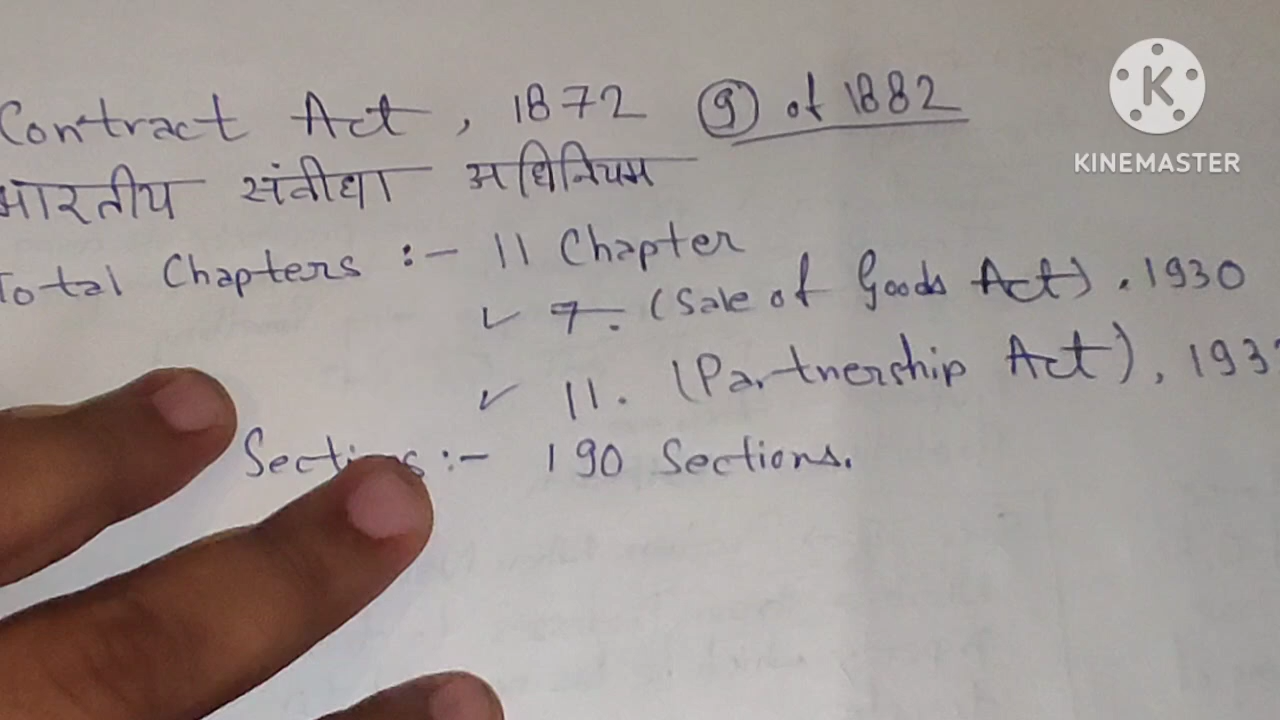 Contract Act, 1872 (9) of 1882
भारतीय संवीधा अधिनियम
Total Chapters :- 11 Chapter
✓ 7. (Sale of Goods Act). 1930
✓ 11. (Partnership Act), 193
Sections :- 190 Sections.
K
KINEMASTER